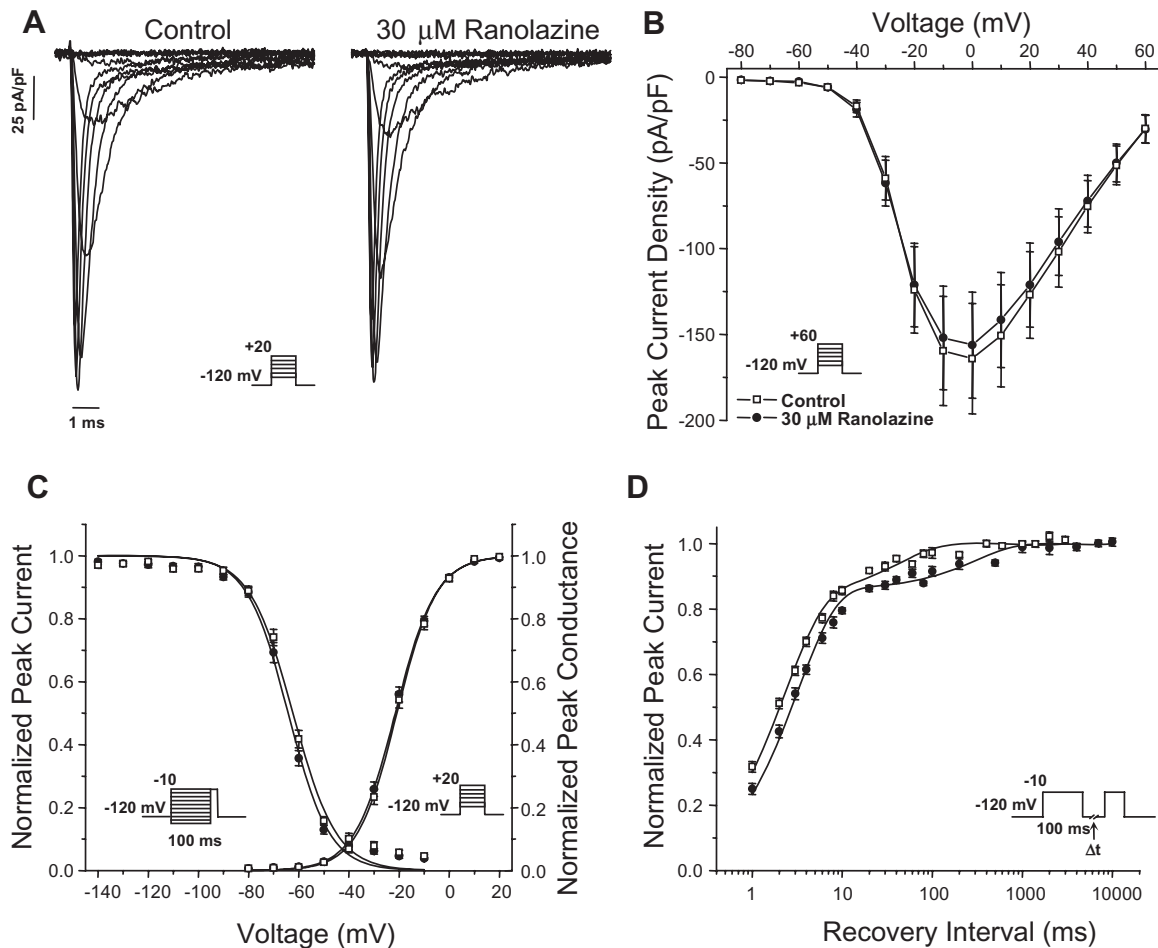 A
Control
30 μM Ranolazine
25 pA/pF
+20
-120 mV
1 ms
B
Voltage (mV)
-80 -60 -40 -20 0 20 40 60
Peak Current Density (pA/pF)
0
-50
-100
-150
-200
+60
-120 mV
Control
30 μM Ranolazine
C
Normalized Peak Current
1.0
0.8
0.6
0.4
0.2
0.0
-10
-120 mV
100 ms
+20
-120 mV
1.0
0.8
0.6
0.4
0.2
0.0
Normalized Peak Conductance
-140 -120 -100 -80 -60 -40 -20 0 20
Voltage (mV)
D
Normalized Peak Current
1.0
0.8
0.6
0.4
0.2
0.0
-10
-120 mV
100 ms
Δt
1 10 100 1000 10000
Recovery Interval (ms)